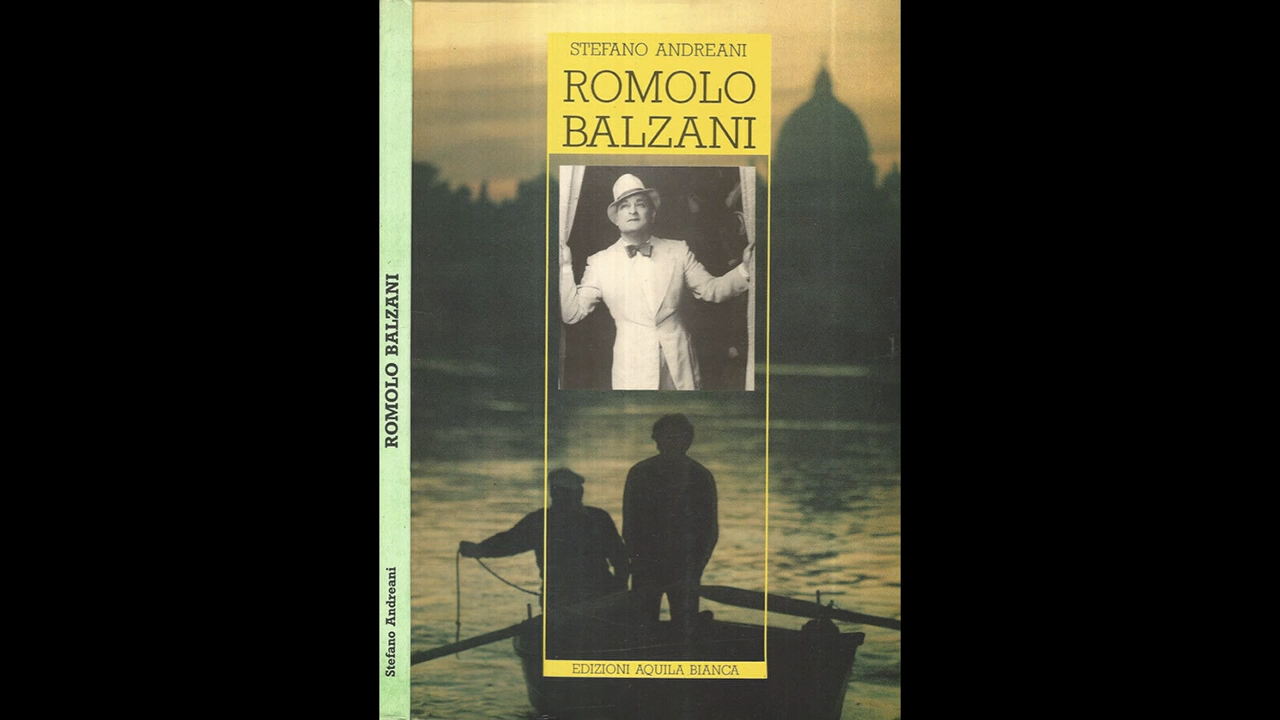 STEFANO ANDREANI
ROMOLO
BALZANI
EDIZIONI AQUILA BIANCA
ROMOLO BALZANI
Stefano Andreani